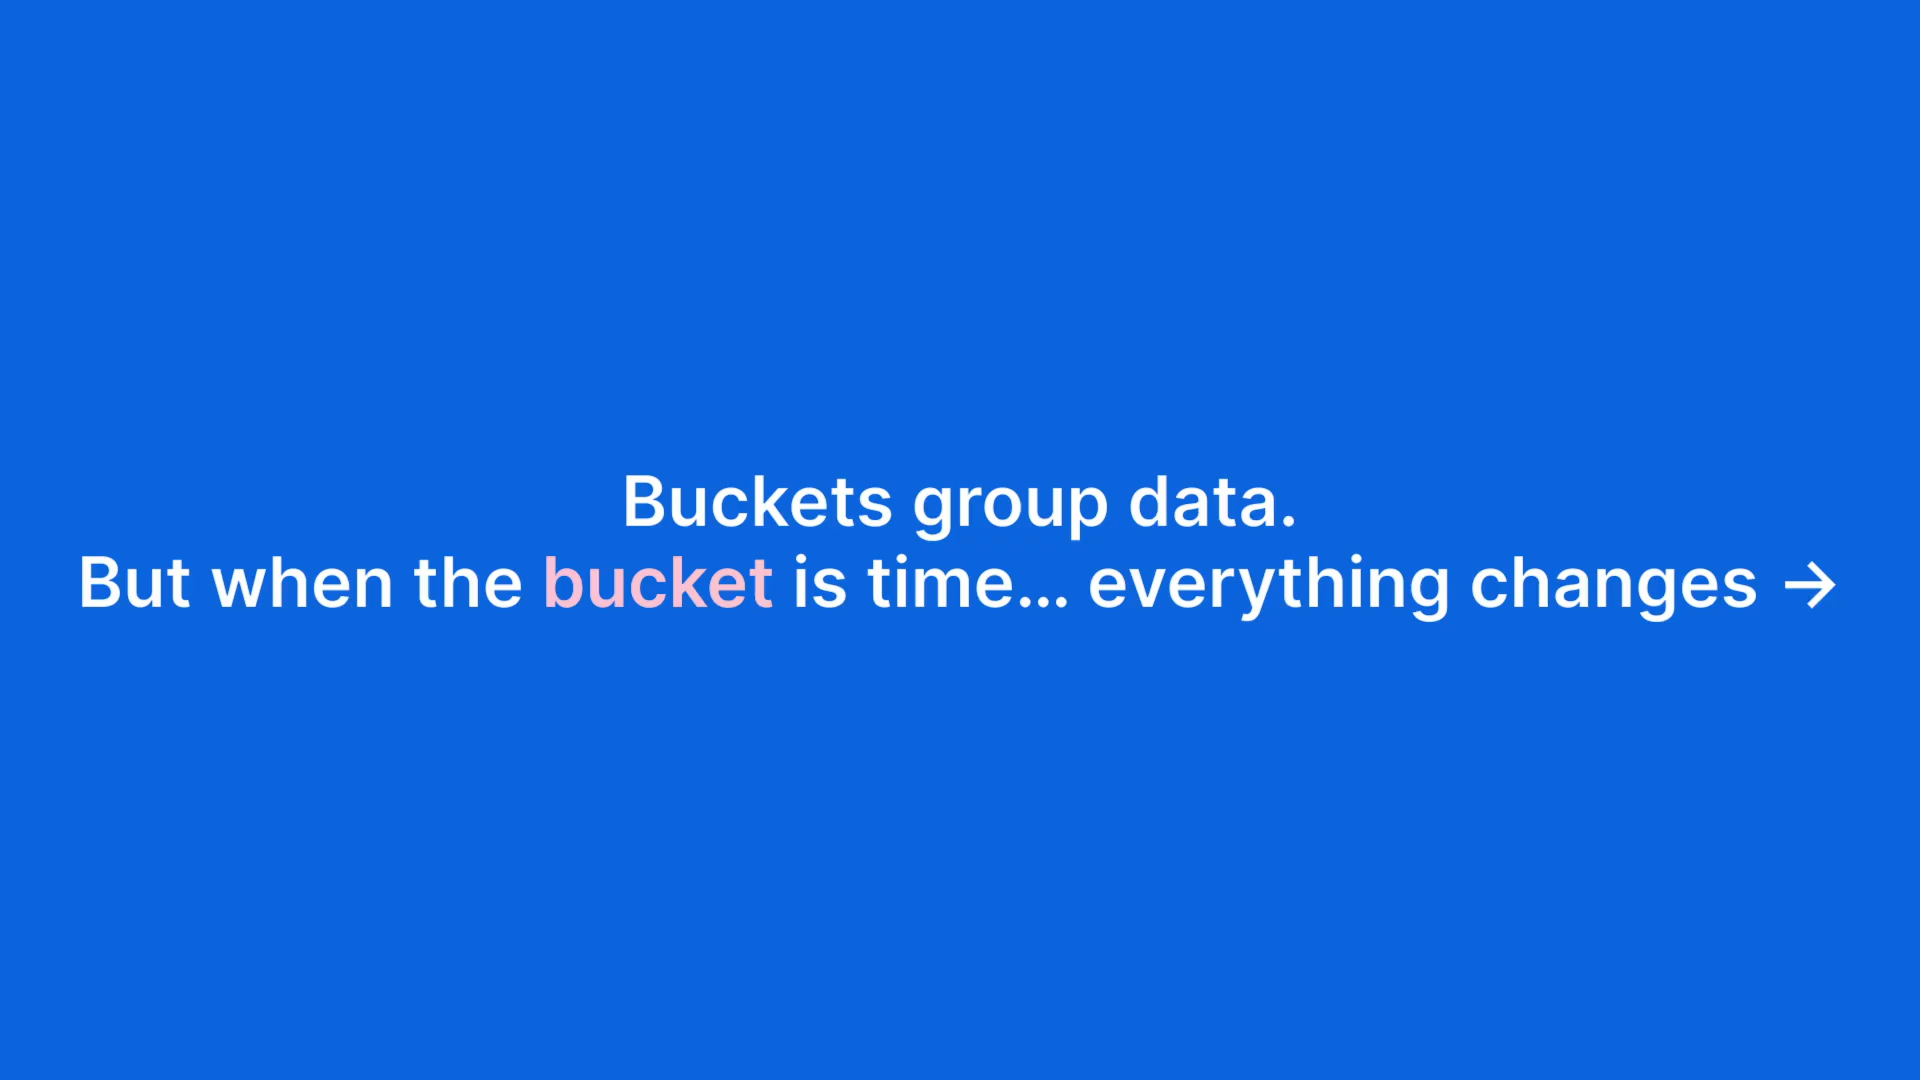 Buckets group data.
But when the bucket is time... everything changes →